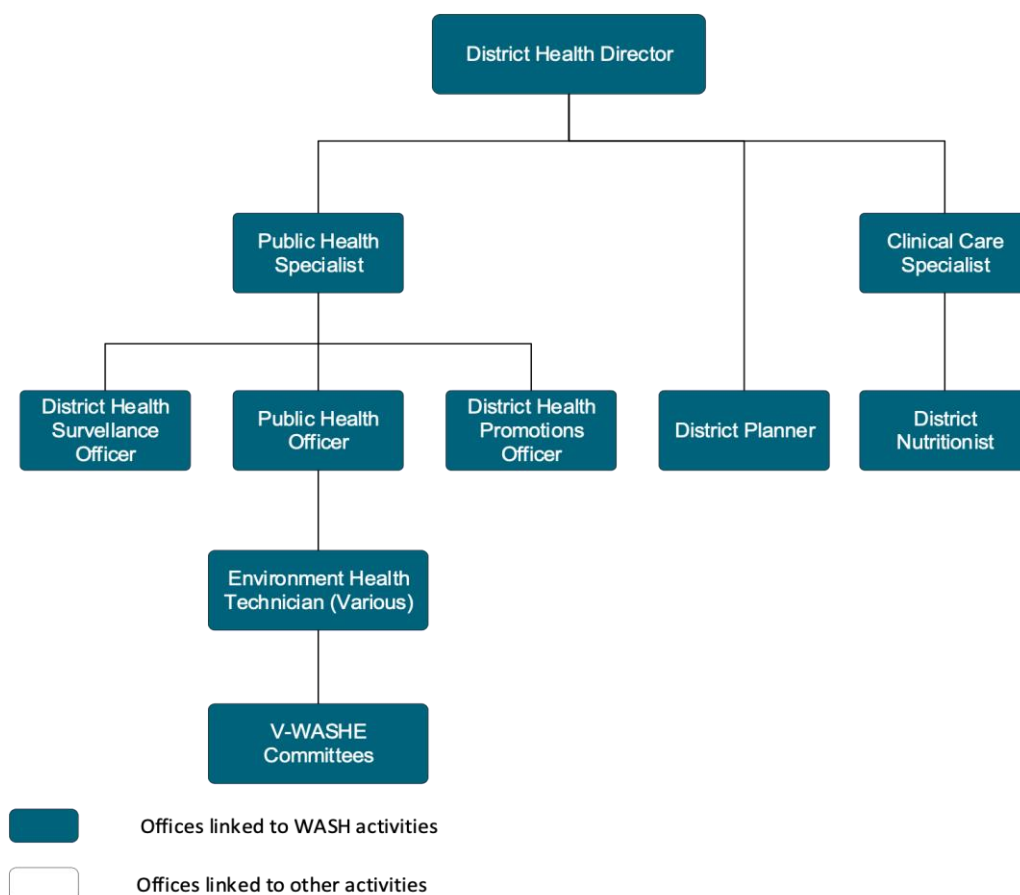 District Health Director
Public Health
Specialist
Clinical Care
Specialist
District Health
Survellance
Officer
Public Health
Officer
District Health
Promotions
Officer
District Planner
District
Nutritionist
Environment Health
Technician (Various)
V-WASHE
Committees
Offices linked to WASH activities
Offices linked to other activities